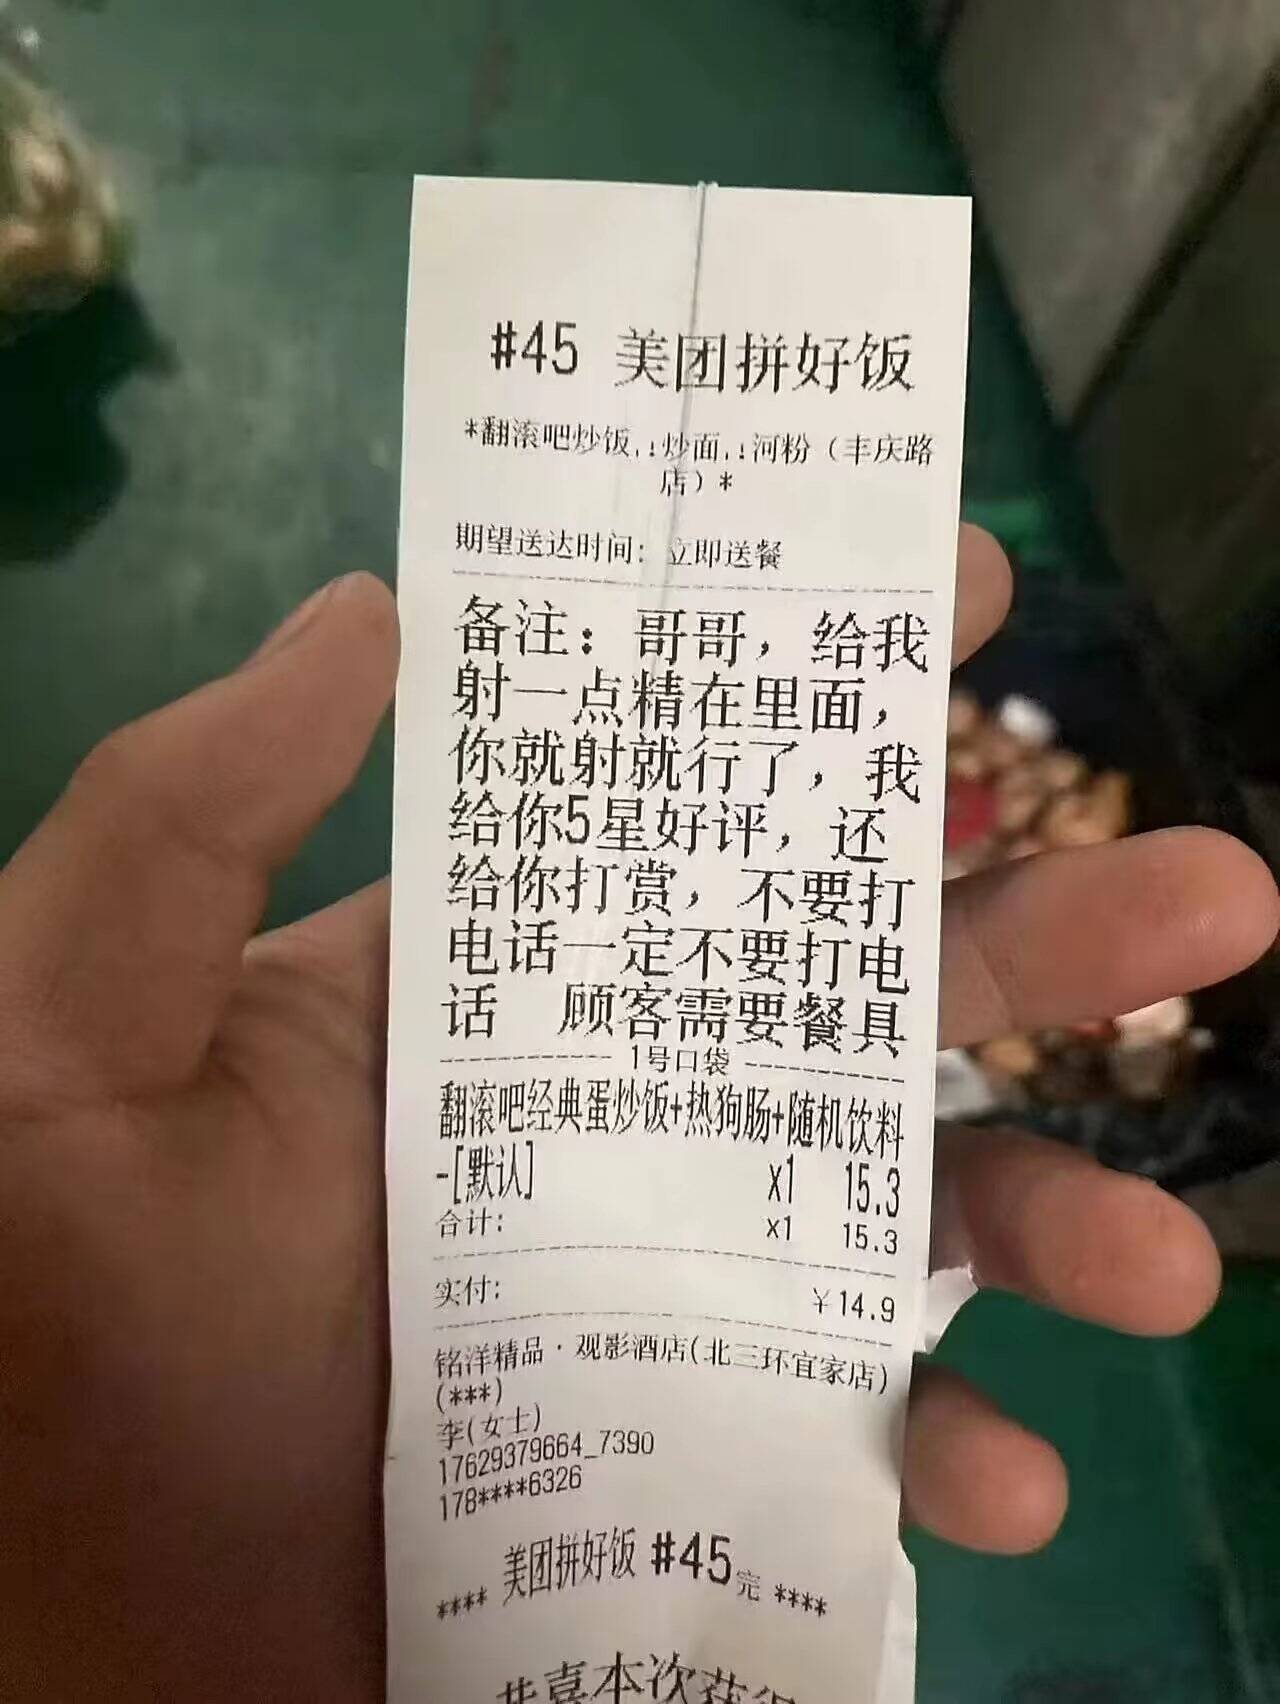 #45 美团拼好饭
*翻滚吧炒饭.:炒面.:河粉（丰庆路
店）*
期望送达时间: 立即送餐
备注：哥哥，给我
射一点精在里面，
你就射就行了，我
给你5星好评，还
给你打赏，不要打
电话一定不要打电
话 顾客需要餐具
1号口袋
翻滚吧经典蛋炒饭+热狗肠+随机饮料
-[默认] x1 15.3
合计: x1 15.3
实付: ￥14.9
铭洋精品·观影酒店(北三环宜家店)
(***)
李(女士)
17629379664_7390
178****6326
**** 美团拼好饭 #45完 ****
恭喜本次获得